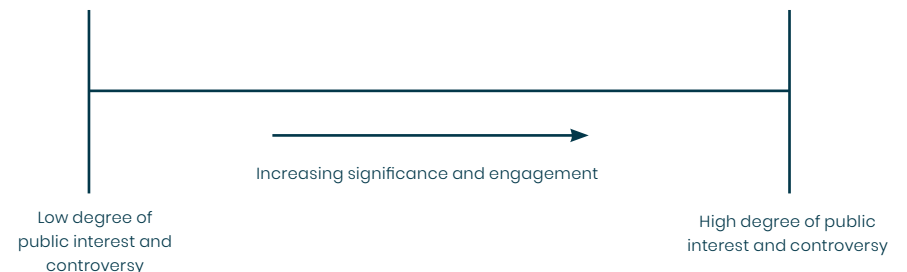 Increasing significance and engagement
Low degree of
public interest and
controversy
High degree of public
interest and controversy